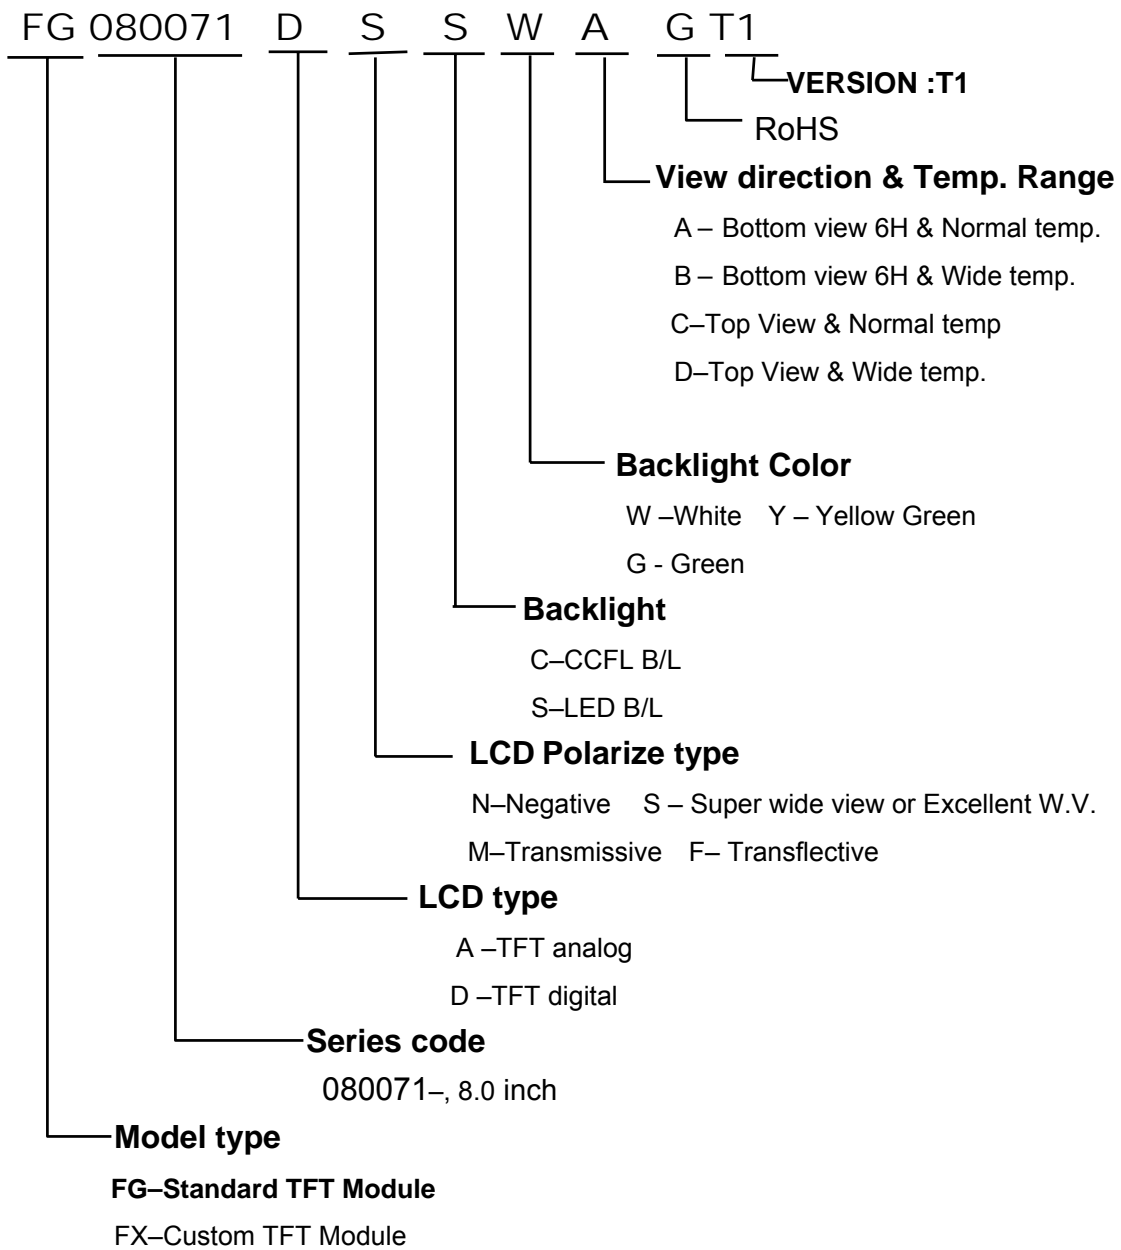 FG 080071 D S S W A G T1
VERSION :T1
RoHS
View direction & Temp. Range
A – Bottom view 6H & Normal temp.
B – Bottom view 6H & Wide temp.
C–Top View & Normal temp
D–Top View & Wide temp.
Backlight Color
W –White Y – Yellow Green
G - Green
Backlight
C–CCFL B/L
S–LED B/L
LCD Polarize type
N–Negative S – Super wide view or Excellent W.V.
M–Transmissive F– Transflective
LCD type
A –TFT analog
D –TFT digital
Series code
080071–, 8.0 inch
Model type
FG–Standard TFT Module
FX–Custom TFT Module